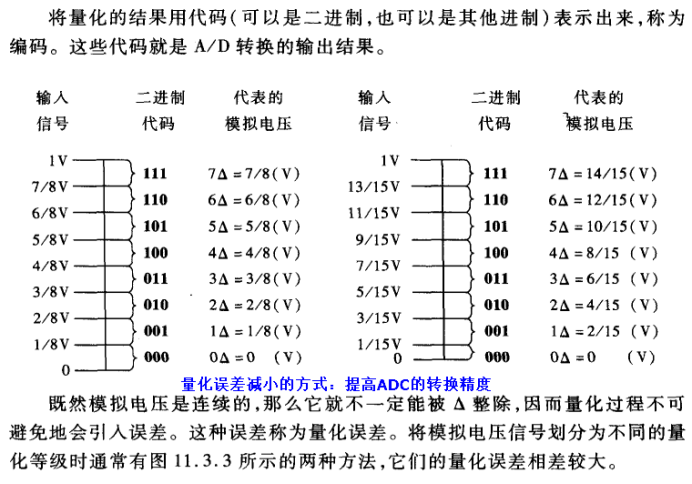 将量化的结果用代码(可以是二进制,也可以是其他进制)表示出来,称为
编码。这些代码就是 A/D 转换的输出结果。
输入 二进制 代表的 输入 二进制 代表的
信号 代码 模拟电压 信号 代码 模拟电压
1V 1V
111 7Δ=7/8(V) 111 7Δ=14/15(V)
7/8V 13/15V
110 6Δ=6/8(V) 110 6Δ=12/15(V)
6/8V 11/15V
101 5Δ=5/8(V) 101 5Δ=10/15(V)
5/8V 9/15V
100 4Δ=4/8(V) 100 4Δ=8/15 (V)
4/8V 7/15V
011 3Δ=3/8(V) 011 3Δ=6/15 (V)
3/8V 5/15V
010 2Δ=2/8(V) 010 2Δ=4/15 (V)
2/8V 3/15V
001 1Δ=1/8(V) 001 1Δ=2/15 (V)
1/8V 1/15V
000 0Δ=0 (V) 000 0Δ=0 (V)
0 0
量化误差减小的方式：提高ADC的转换精度
既然模拟电压是连续的,那么它就不一定能被 Δ 整除,因而量化过程不可
避免地会引入误差。这种误差称为量化误差。将模拟电压信号划分为不同的量
化等级时通常有图 11.3.3 所示的两种方法,它们的量化误差相差较大。